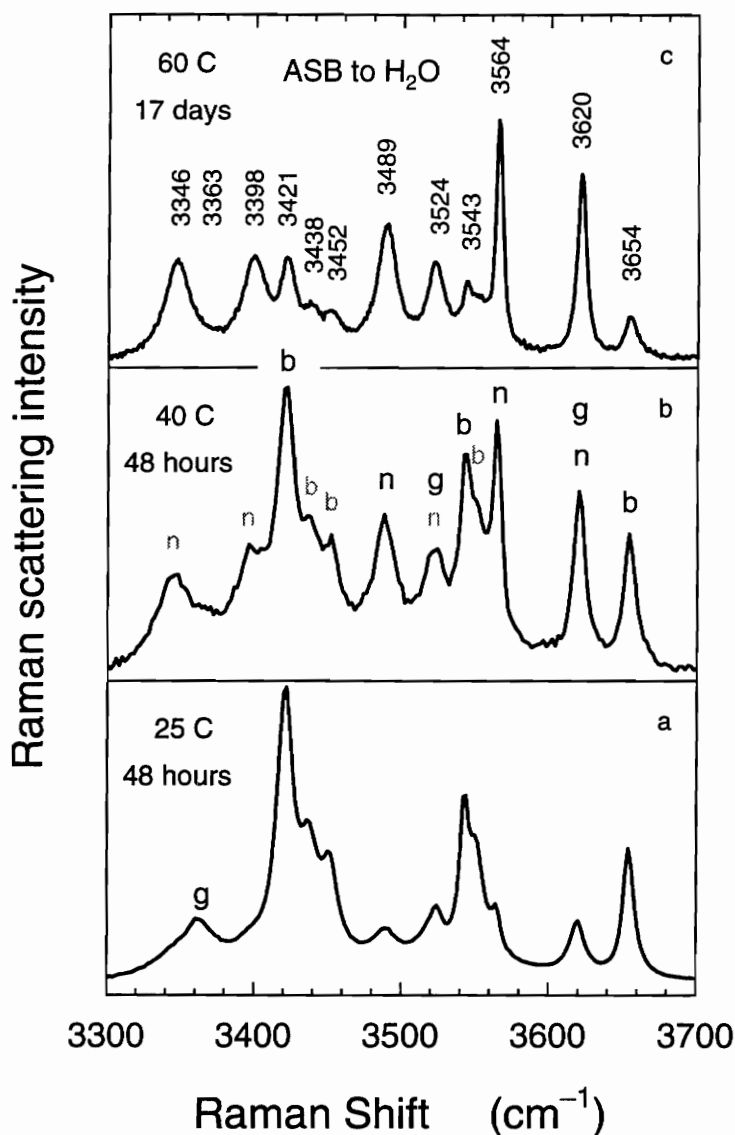 60 C
17 days
ASB to H₂O
c
3346
3363
3398
3421
3438
3452
3489
3524
3543
3564
3620
3654
40 C
48 hours
b
n
n
b
b
b
n
g
n
b
b
n
g
n
b
25 C
48 hours
a
g
3300 3400 3500 3600 3700
Raman Shift (cm⁻¹)
Raman scattering intensity